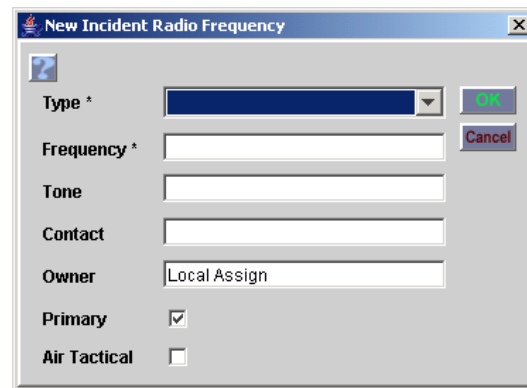 New Incident Radio Frequency
?
Type *
OK
Frequency *
Cancel
Tone
Contact
Owner Local Assign
Primary
Air Tactical